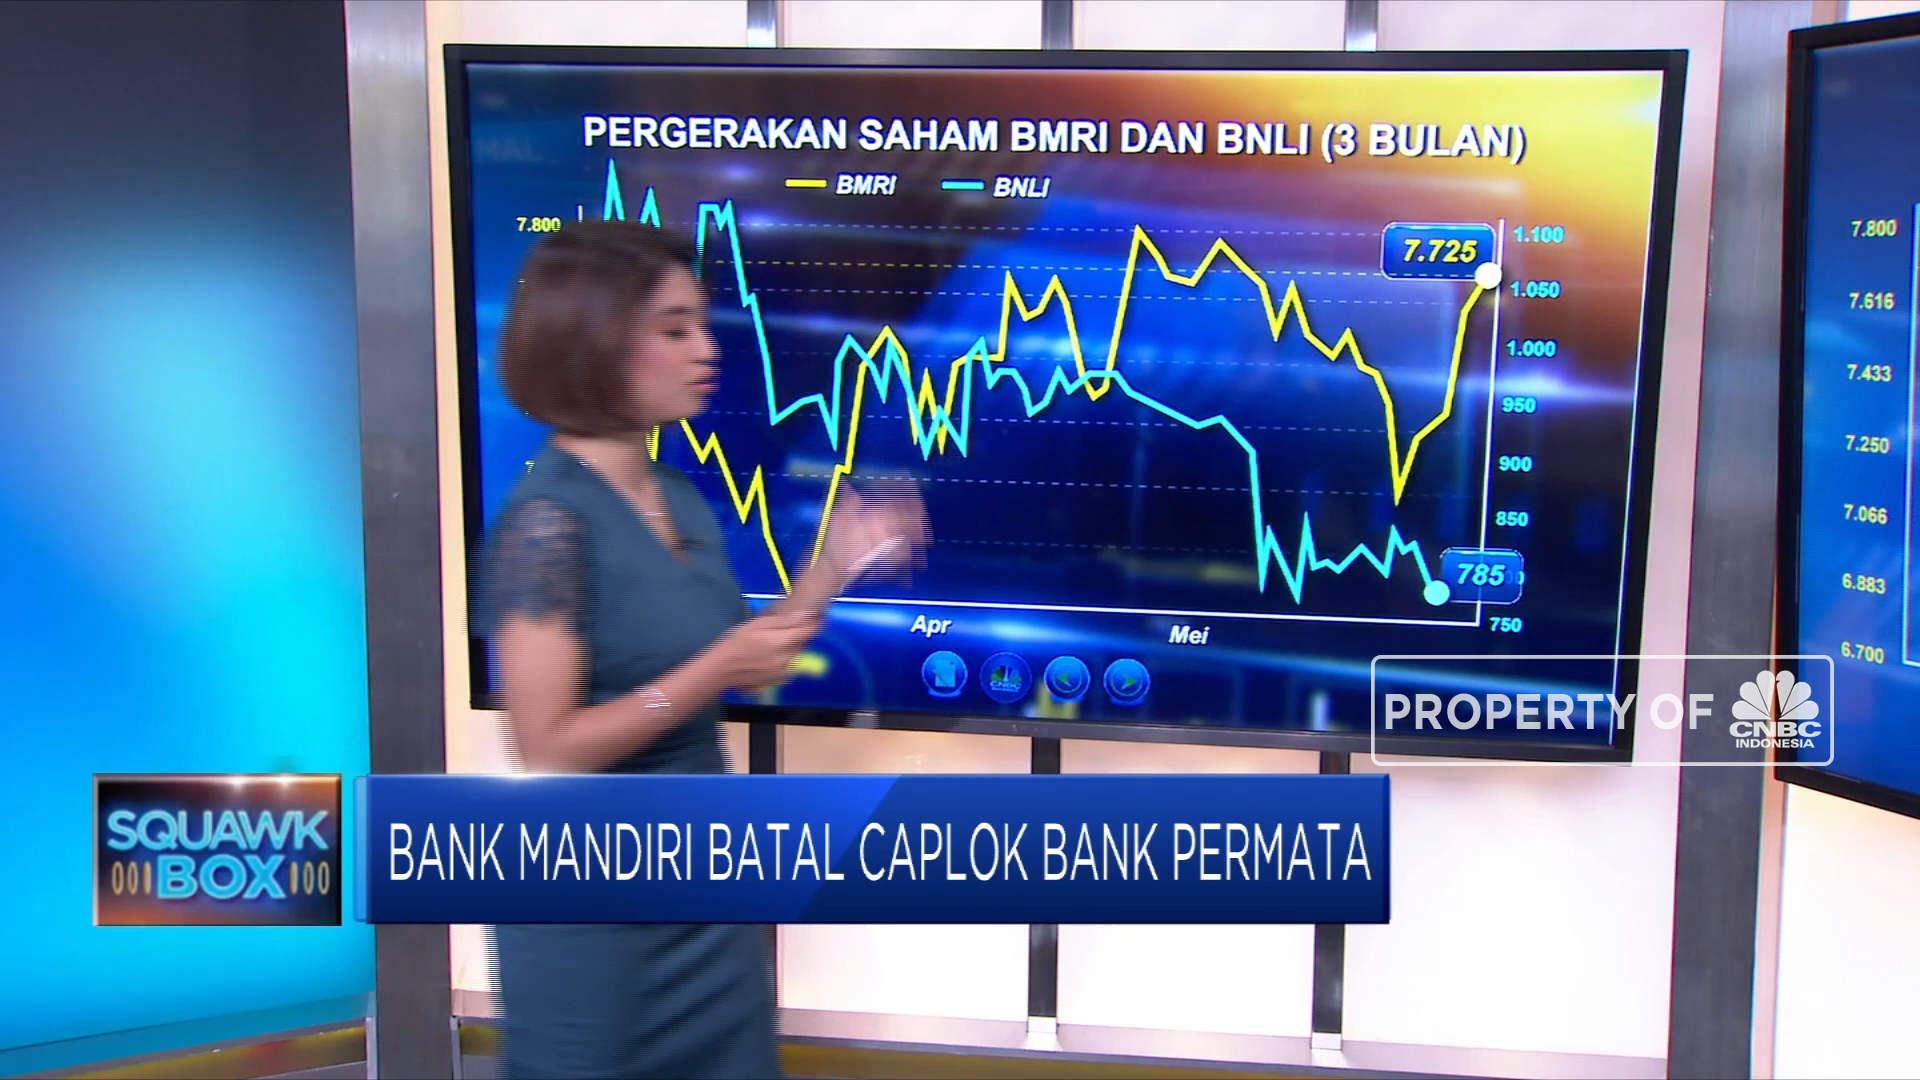 PERGERAKAN SAHAM BMRI DAN BNLI (3 BULAN)
BMRI
BNLI
7.800
7.725
1.100
1.050
1.000
950
900
850
785
750
Apr
Mei
7.800
7.616
7.433
7.250
7.066
6.883
6.700
PROPERTY OF
CNBC
INDONESIA
SQUAWK
BOX
BANK MANDIRI BATAL CAPLOK BANK PERMATA